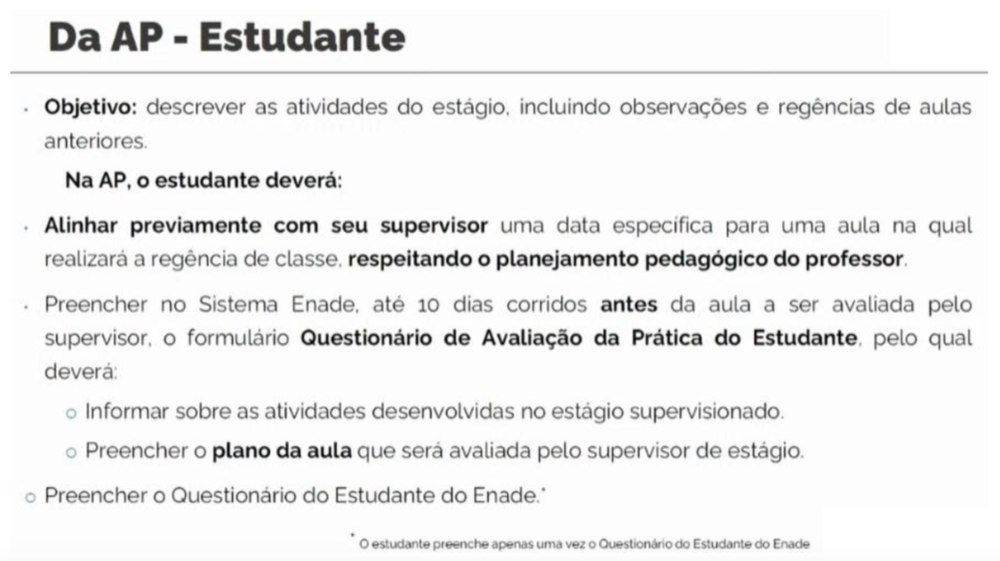 Da AP - Estudante
· Objetivo: descrever as atividades do estágio, incluindo observações e regências de aulas
anteriores.
Na AP, o estudante deverá:
· Alinhar previamente com seu supervisor uma data específica para uma aula na qual
realizará a regência de classe, respeitando o planejamento pedagógico do professor.
· Preencher no Sistema Enade, até 10 dias corridos antes da aula a ser avaliada pelo
supervisor, o formulário Questionário de Avaliação da Prática do Estudante, pelo qual
deverá:
○ Informar sobre as atividades desenvolvidas no estágio supervisionado.
○ Preencher o plano da aula que será avaliada pelo supervisor de estágio.
○ Preencher o Questionário do Estudante do Enade.*
* O estudante preenche apenas uma vez o Questionário do Estudante do Enade